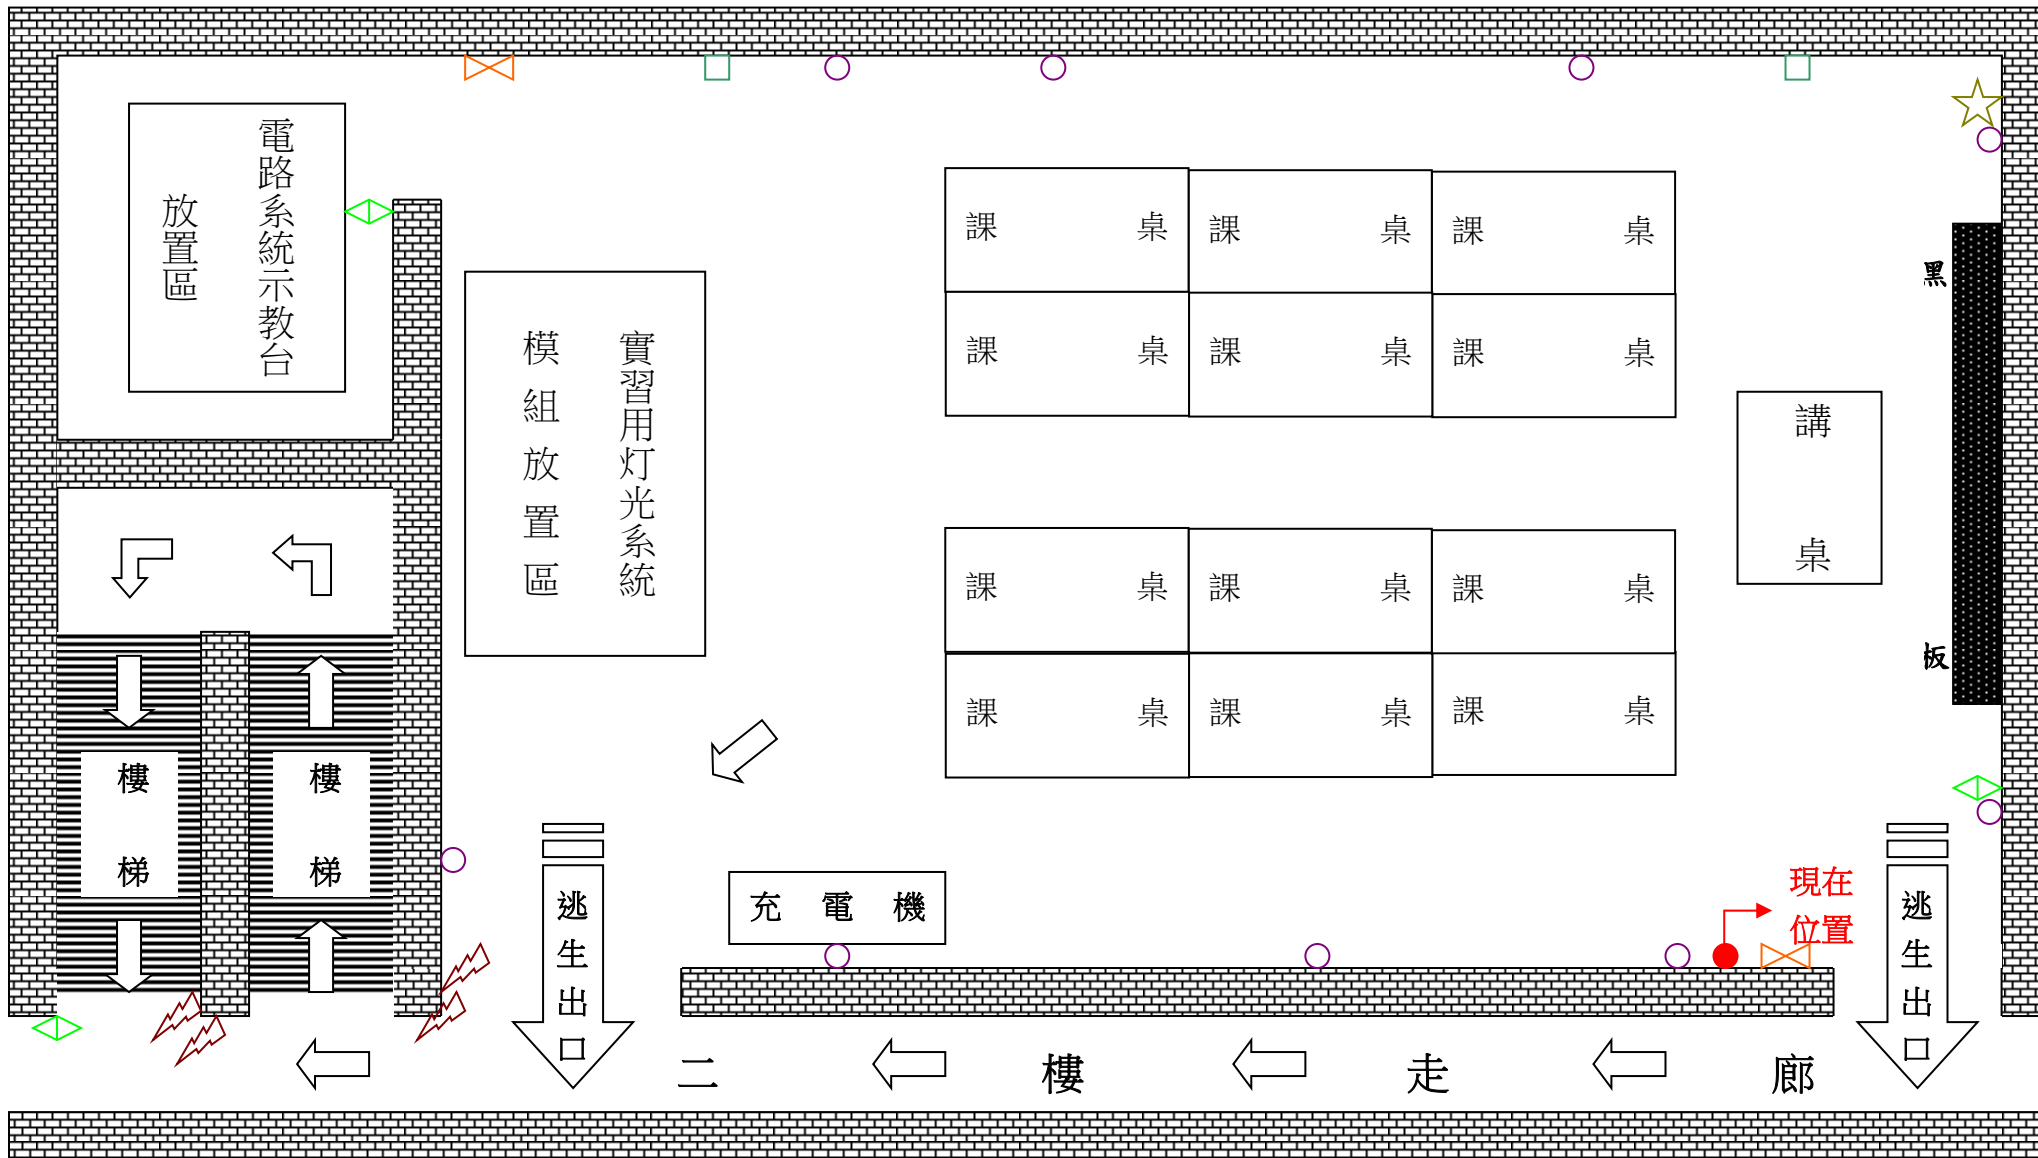 電路系統示教台
放置區
實習用灯光系統
模組放置區
課 桌
課 桌
課 桌
課 桌
課 桌
課 桌
課 桌
課 桌
課 桌
課 桌
課 桌
課 桌
講桌
黑板
樓梯
樓梯
逃生出口
充電機
現在
位置
逃生出口
二樓走廊